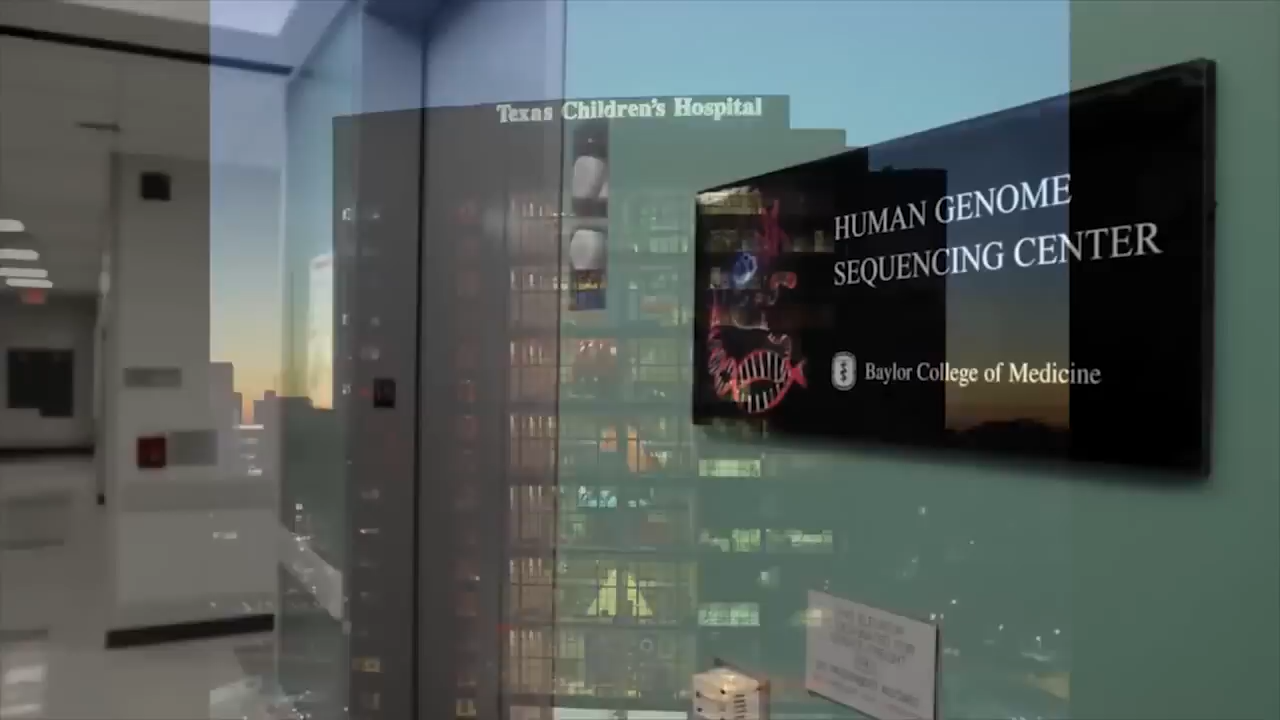 Texas Children's Hospital
HUMAN GENOME
SEQUENCING CENTER
Baylor College of Medicine